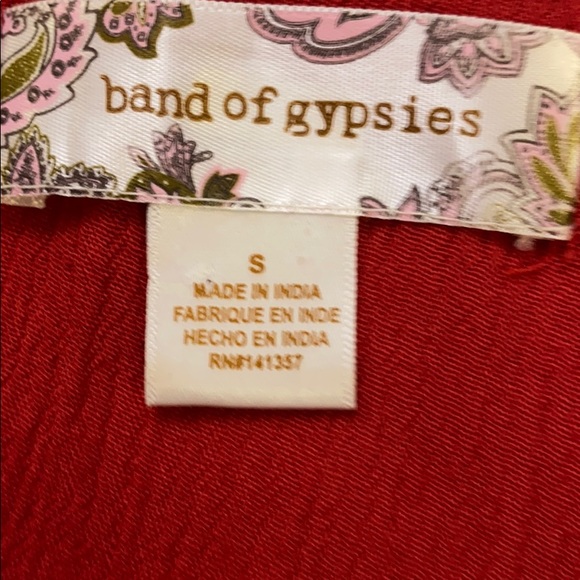 band of gypsies
S
MADE IN INDIA
FABRIQUE EN INDE
HECHO EN INDIA
RN#141357